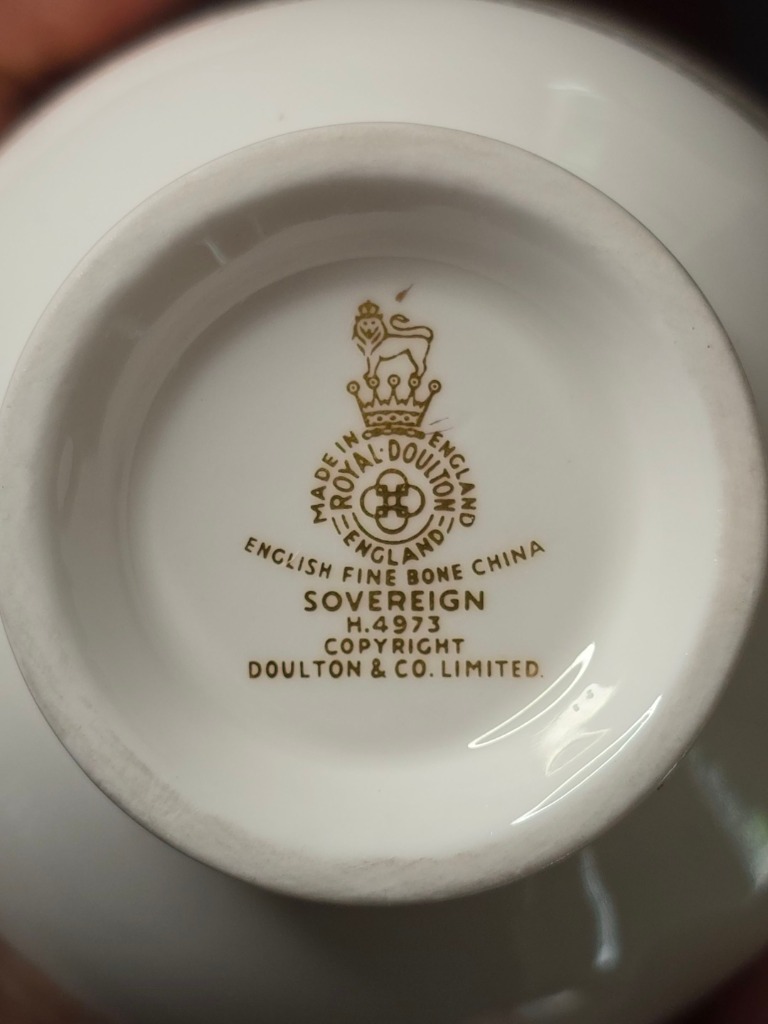 MADE IN ENGLAND
ROYAL·DOULTON
ENGLAND
ENGLISH FINE BONE CHINA
SOVEREIGN
H.4973
COPYRIGHT
DOULTON & CO. LIMITED.